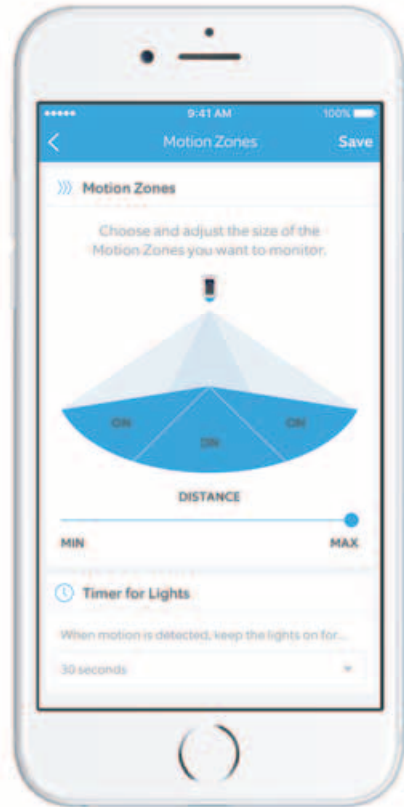 9:41 AM
100%
Motion Zones
Save
Motion Zones
Choose and adjust the size of the
Motion Zones you want to monitor.
ON
ON
ON
DISTANCE
MIN
MAX
Timer for Lights
When motion is detected, keep the lights on for...
30 seconds